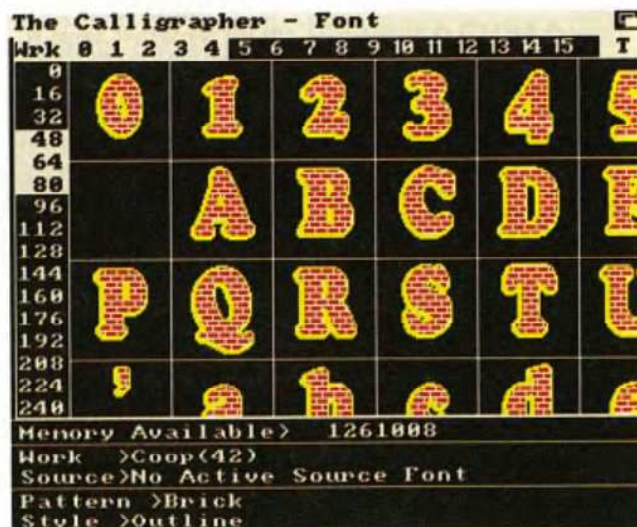 The Calligrapher - Font
Wrk 0 1 2 3 4 5 6 7 8 9 10 11 12 13 14 15 T
0
16
32
48
64
80
96
112
128
144
160
176
192
208
224
240
0 1 2 3 4
A B C D
P Q R S T U
' a b c d
Memory Available> 1261008
Work >Coop(42)
Source>No Active Source Font
Pattern >Brick
Style >Outline